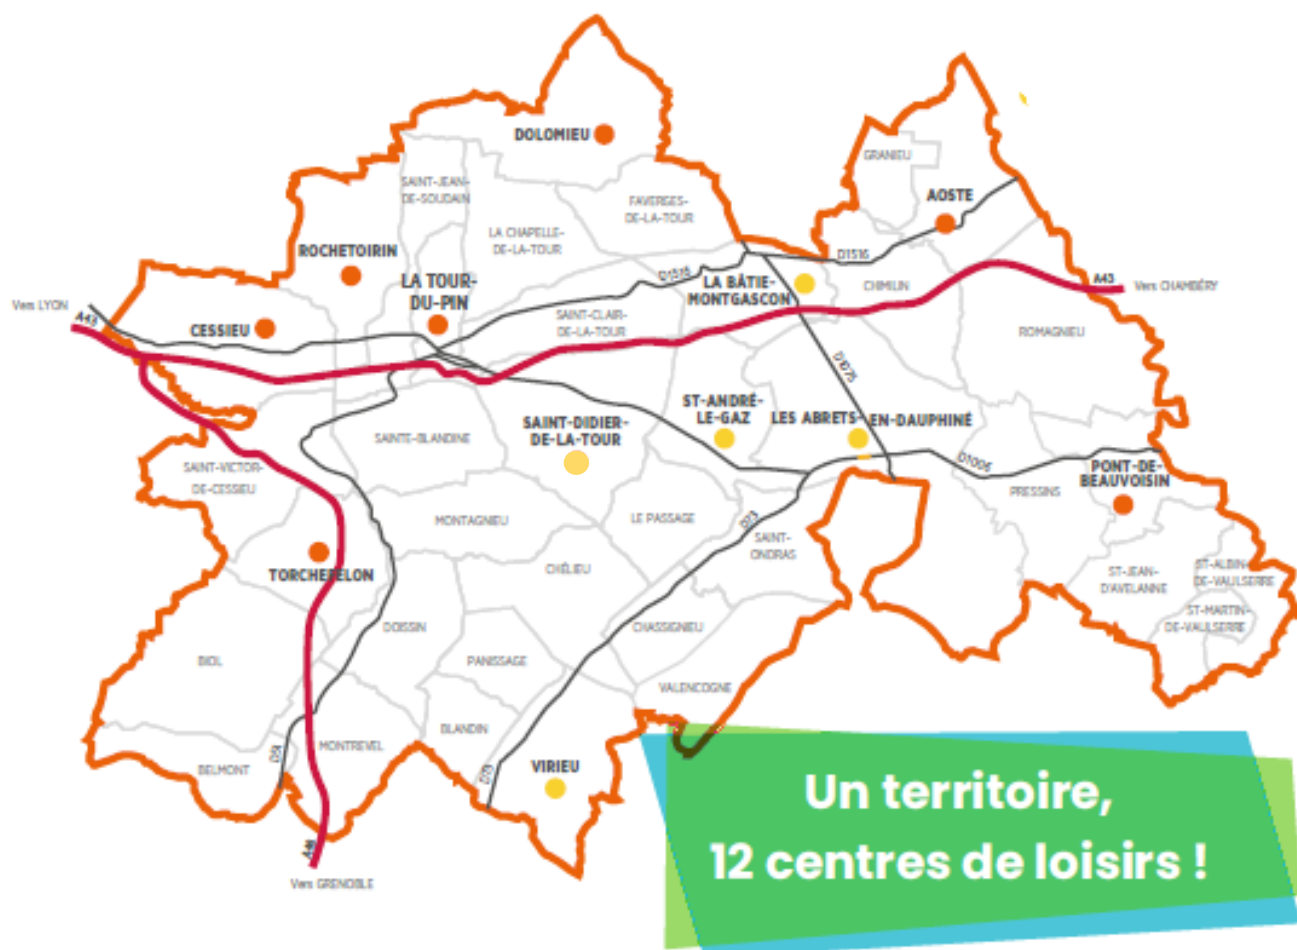 DOLOMIEU
GRANIEU
SAINT-JEAN-
DE-SOUDAIN
AOSTE
FAVERGES-
DE-LA-TOUR
LA CHAPELLE-
DE-LA-TOUR
ROCHETOIRIN
D1516
D1516
LA TOUR-
DU-PIN
LA BÂTIE-
MONTGASCON
CHIMILIN
A43
Vers CHAMBÉRY
Vers LYON
A43
CESSIEU
SAINT-CLAIR-
DE-LA-TOUR
ROMAGNIEU
D1075
ST-ANDRÉ-
LE-GAZ
LES ABRETS-
EN-DAUPHINÉ
SAINT-DIDIER-
DE-LA-TOUR
SAINTE-BLANDINE
SAINT-VICTOR-
DE-CESSIEU
D1006
PONT-DE-
BEAUVOISIN
PRESSINS
MONTAGNIEU
LE PASSAGE
D73
SAINT-
ONDRAS
CHÉLIEU
TORCHEFELON
ST-JEAN-
D'AVELANNE
ST-ALBIN-
DE-VAULSERRE
ST-MARTIN-
DE-VAULSERRE
DOISSIN
CHASSIGNIEU
BIOL
PANISSAGE
VALENCOGNE
BLANDIN
MONTREVEL
D51
BELMONT
D73
VIRIEU
A48
Vers GRENOBLE
Un territoire,
12 centres de loisirs !